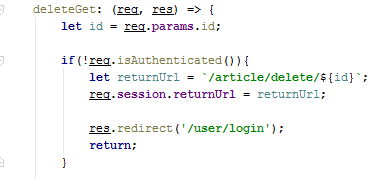 deleteGet: (req, res) => {
let id = req.params.id;
if(!req.isAuthenticated()){
let returnUrl = `/article/delete/${id}`;
req.session.returnUrl = returnUrl;
res.redirect('/user/login');
return;
}